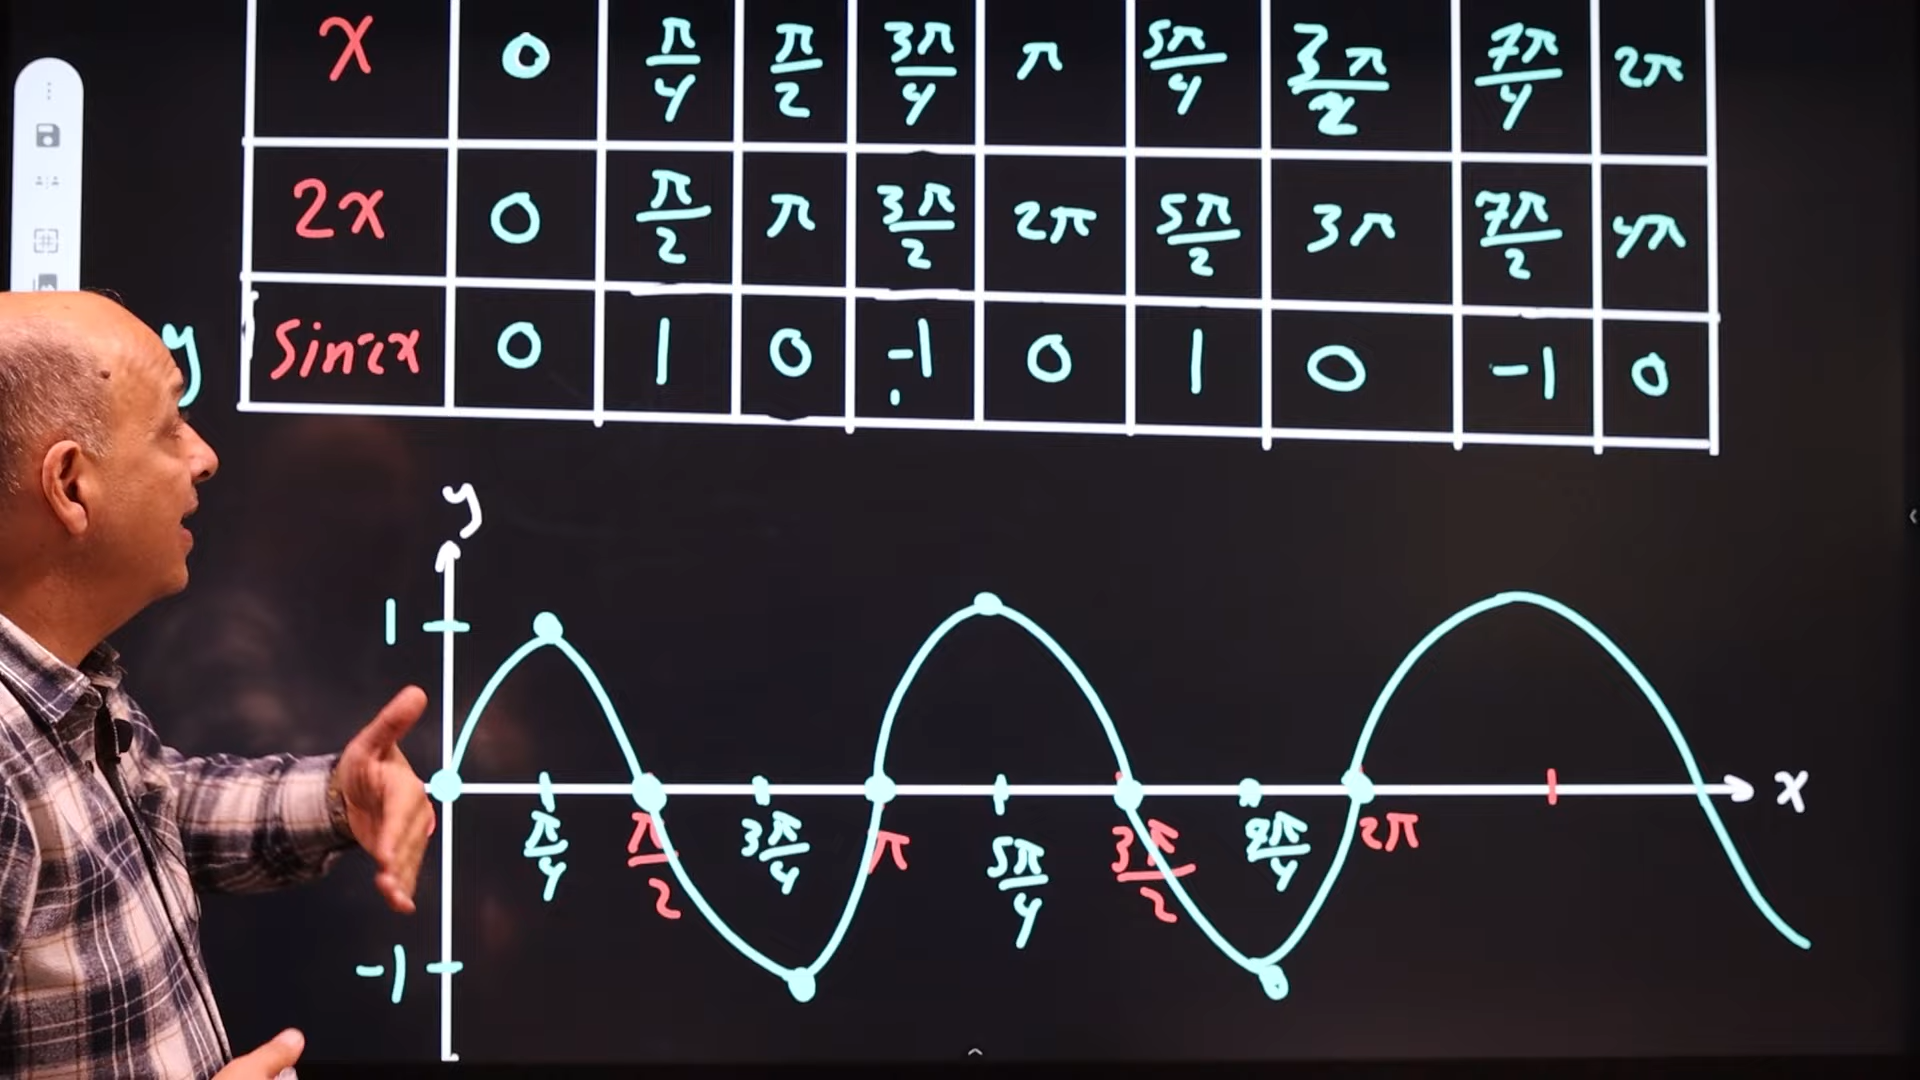 x 0 π/4 π/2 3π/4 π 5π/4 3π/2 7π/4 2π
2x 0 π/2 π 3π/2 2π 5π/2 3π 7π/2 4π
y sin2x 0 1 0 -1 0 1 0 -1 0
y
1
x
π/4 π/2 3π/4 π 5π/4 3π/2 7π/4 2π
-1